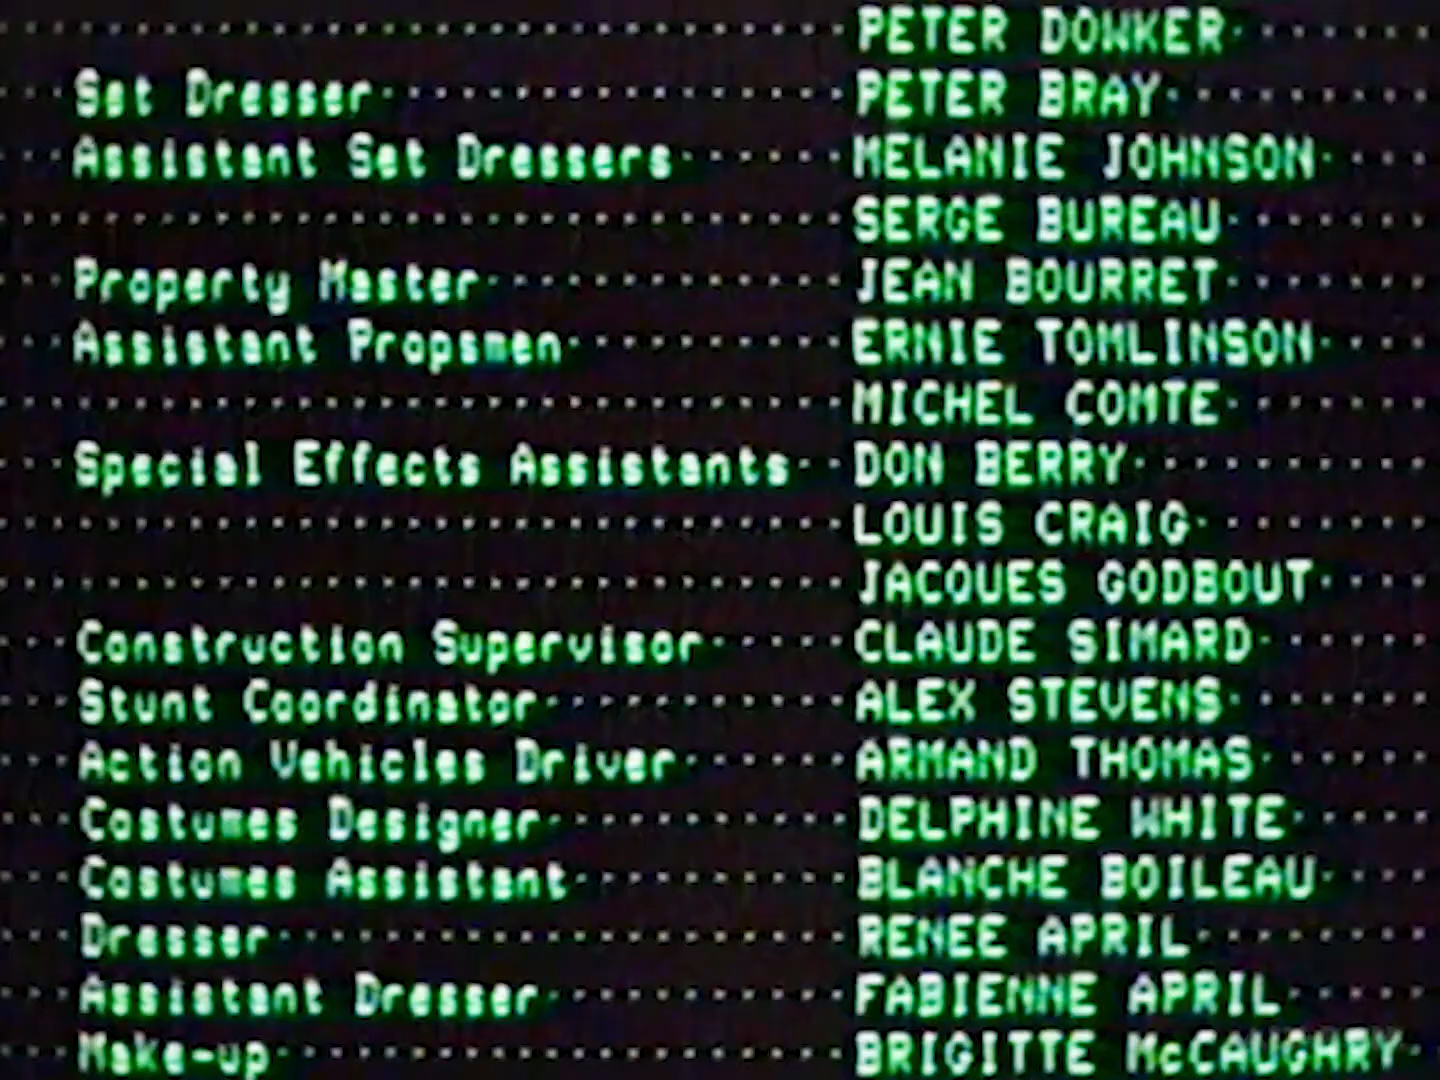 PETER DOWKER
Set Dresser PETER BRAY
Assistant Set Dressers MELANIE JOHNSON
SERGE BUREAU
Property Master JEAN BOURRET
Assistant Propsmen ERNIE TOMLINSON
MICHEL COMTE
Special Effects Assistants DON BERRY
LOUIS CRAIG
JACQUES GODBOUT
Construction Supervisor CLAUDE SIMARD
Stunt Coordinator ALEX STEVENS
Action Vehicles Driver ARMAND THOMAS
Costumes Designer DELPHINE WHITE
Costumes Assistant BLANCHE BOILEAU
Dresser RENEE APRIL
Assistant Dresser FABIENNE APRIL
Make-up BRIGITTE McCAUGHRY